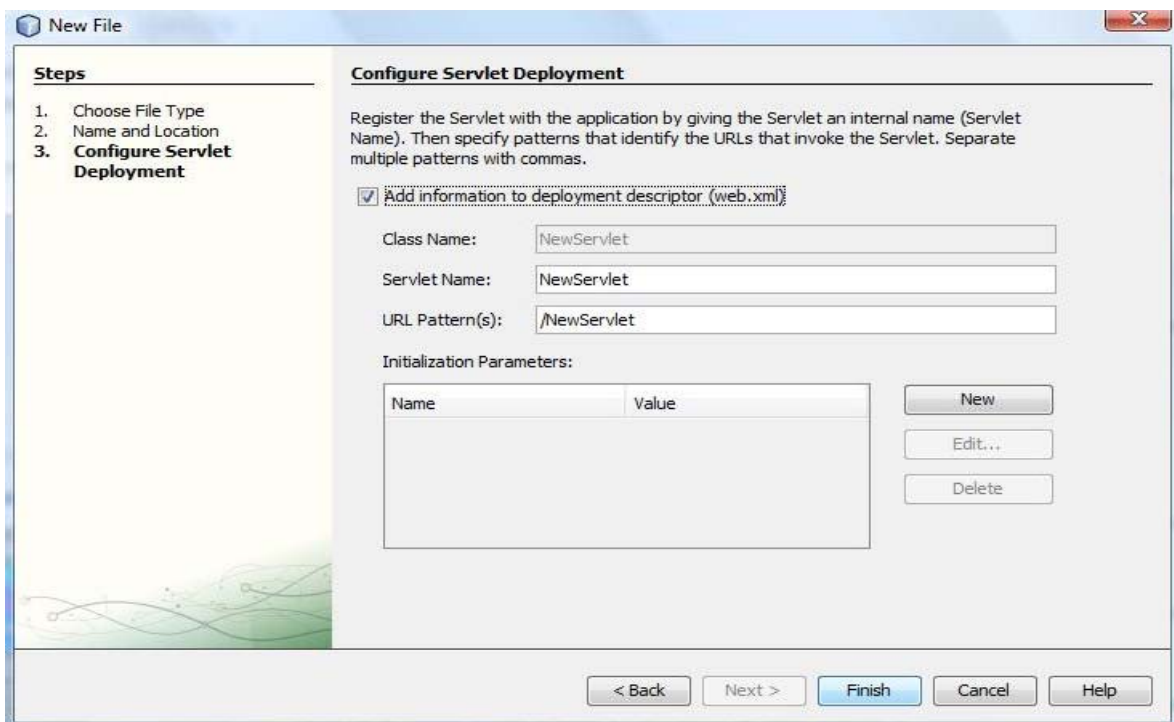 New File
Steps
1. Choose File Type
2. Name and Location
3. Configure Servlet
Deployment
Configure Servlet Deployment
Register the Servlet with the application by giving the Servlet an internal name (Servlet
Name). Then specify patterns that identify the URLs that invoke the Servlet. Separate
multiple patterns with commas.
Add information to deployment descriptor (web.xml)
Class Name: NewServlet
Servlet Name: NewServlet
URL Pattern(s): /NewServlet
Initialization Parameters:
Name Value
New
Edit...
Delete
< Back Next > Finish Cancel Help